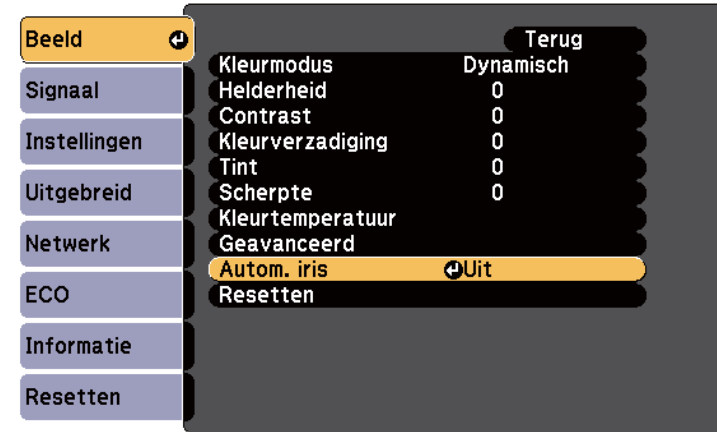 Beeld
Signaal
Instellingen
Uitgebreid
Netwerk
ECO
Informatie
Resetten
Terug
Kleurmodus Dynamisch
Helderheid 0
Contrast 0
Kleurverzadiging 0
Tint 0
Scherpte 0
Kleurtemperatuur
Geavanceerd
Autom. iris Uit
Resetten